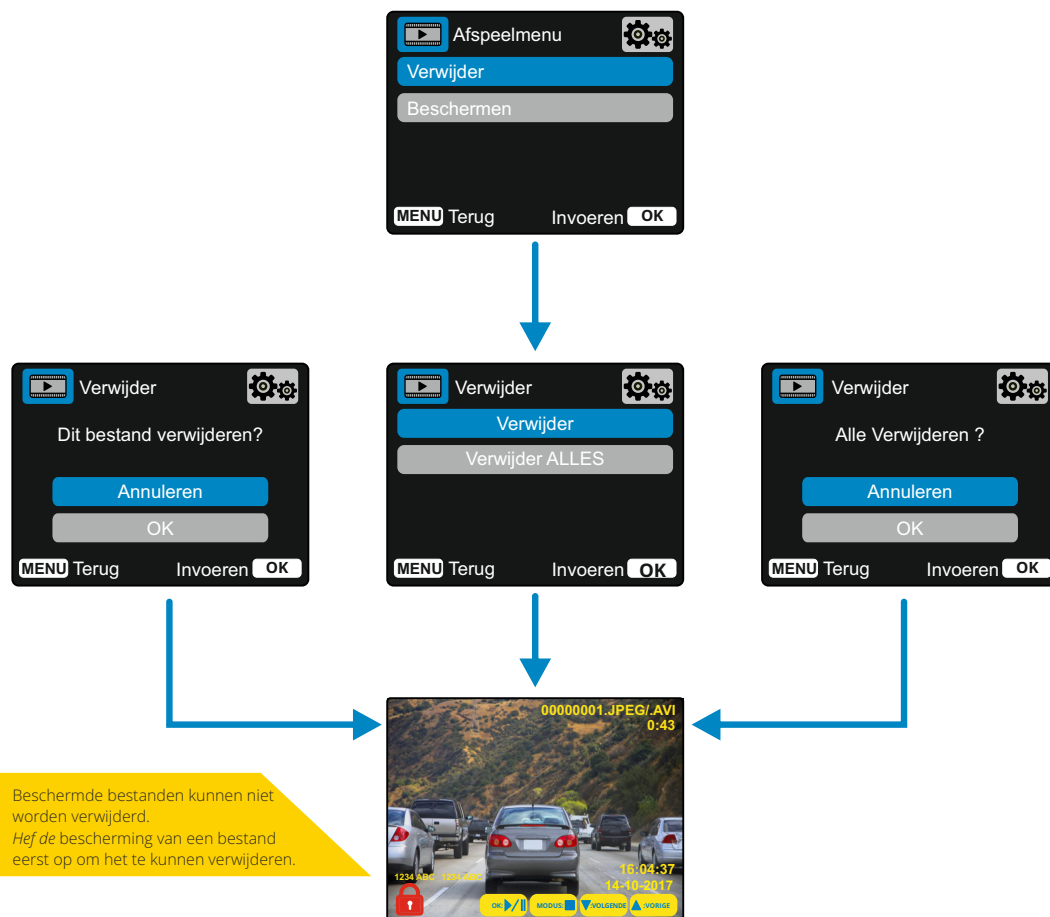 Afspeelmenu
Verwijder
Beschermen
MENU Terug Invoeren OK
Verwijder
Dit bestand verwijderen?
Annuleren
OK
MENU Terug Invoeren OK
Verwijder
Verwijder
Verwijder ALLES
MENU Terug Invoeren OK
Verwijder
Alle Verwijderen ?
Annuleren
OK
MENU Terug Invoeren OK
00000001.JPEG/.AVI
0:43
Beschermde bestanden kunnen niet
worden verwijderd.
Hef de bescherming van een bestand
eerst op om het te kunnen verwijderen.
1234 ABC 1234 ABC
16:04:37
14-10-2017
OK: MODUS: :VOLGENDE :VORIGE